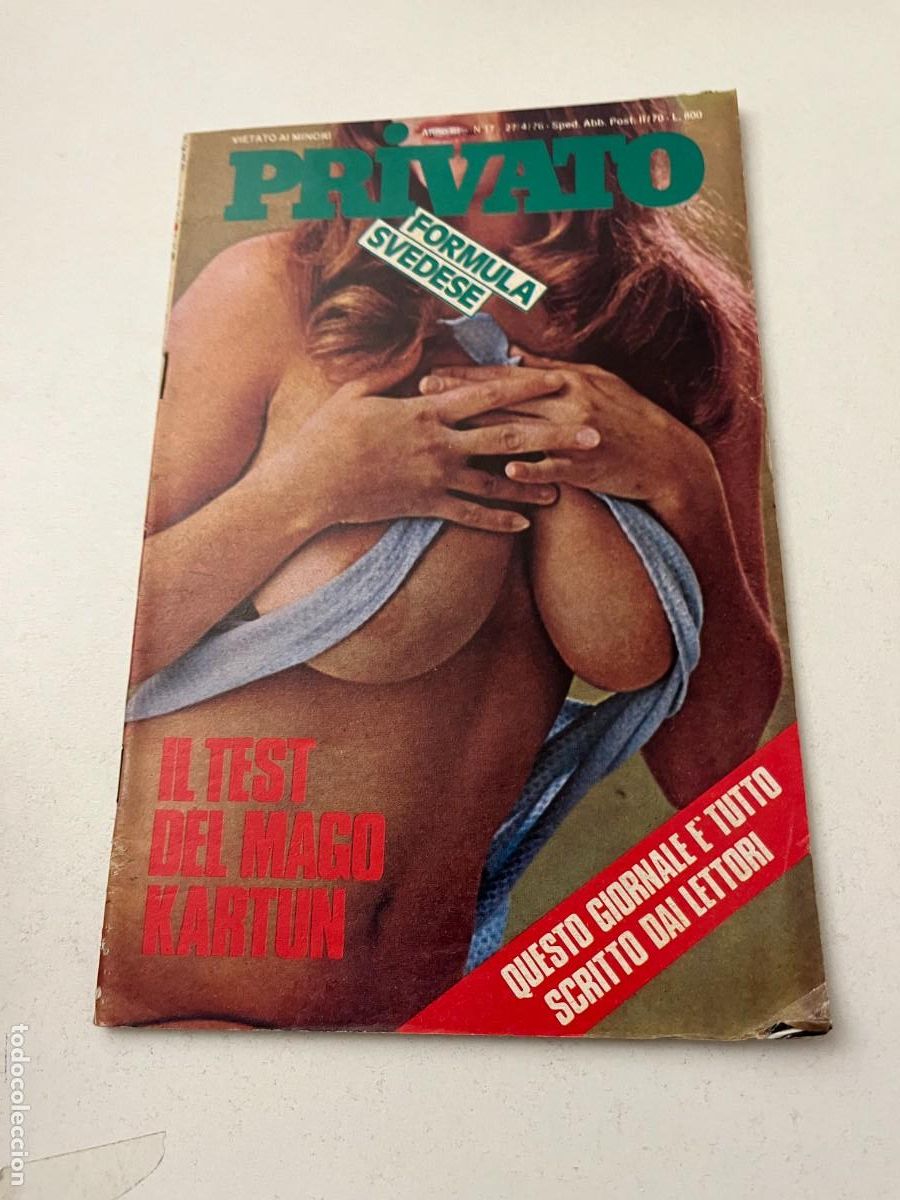 VIETATO AI MINORI
N. 17 27/4/76 - Sped. Abb. Post. II/70 - L. 800
PRiVATO
FORMULA
SVEDESE
IL TEST
DEL MAGO
KARTUN
QUESTO GIORNALE E' TUTTO
SCRITTO DAI LETTORI
todocoleccion